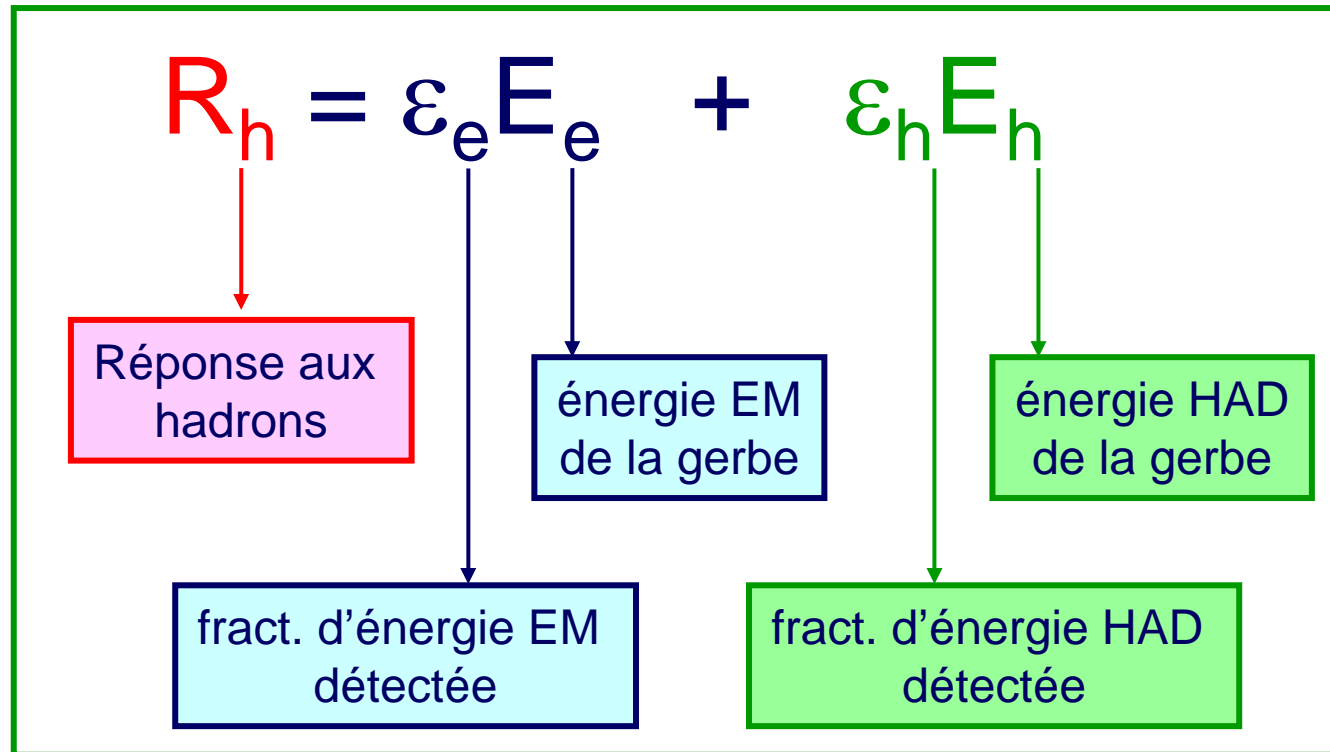 Rₕ = εₑEₑ + εₕEₕ
Réponse aux
hadrons
énergie EM
de la gerbe
énergie HAD
de la gerbe
fract. d'énergie EM
détectée
fract. d'énergie HAD
détectée